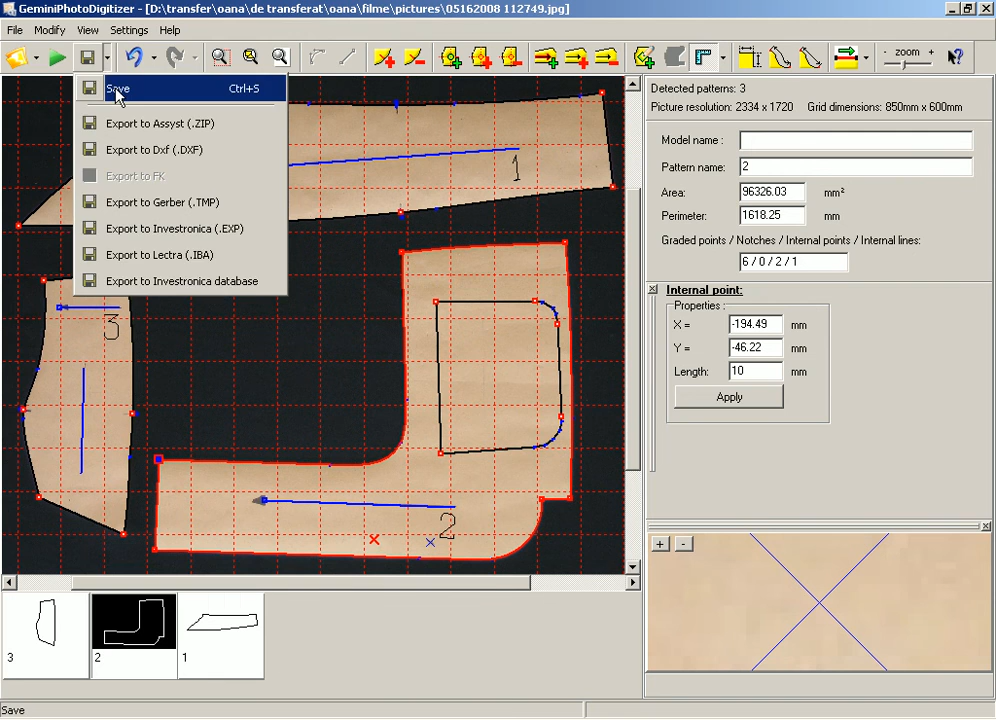 GeminiPhotoDigitizer - [D:\transfer\oana\de transferat\oana\filme\pictures\05162008 112749.jpg]
File Modify View Settings Help
- zoom +
Save Ctrl+S
Export to Assyst (.ZIP)
Export to Dxf (.DXF)
Export to FK
Export to Gerber (.TMP)
Export to Investronica (.EXP)
Export to Lectra (.IBA)
Export to Investronica database
1
3
2
Detected patterns: 3
Picture resolution: 2334 x 1720 Grid dimensions: 850mm x 600mm
Model name :
Pattern name: 2
Area: 96326.03 mm²
Perimeter: 1618.25 mm
Graded points / Notches / Internal points / Internal lines:
6 / 0 / 2 / 1
Internal point:
Properties :
X = -194.49 mm
Y = -46.22 mm
Length: 10 mm
Apply
+ -
3 2 1
Save